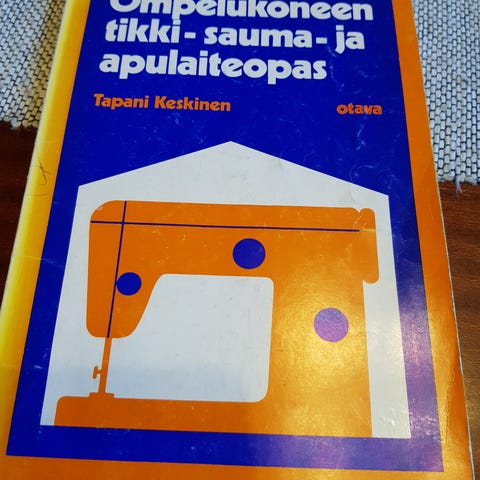 Ompelukoneen
tikki- sauma- ja
apulaiteopas
Tapani Keskinen
otava